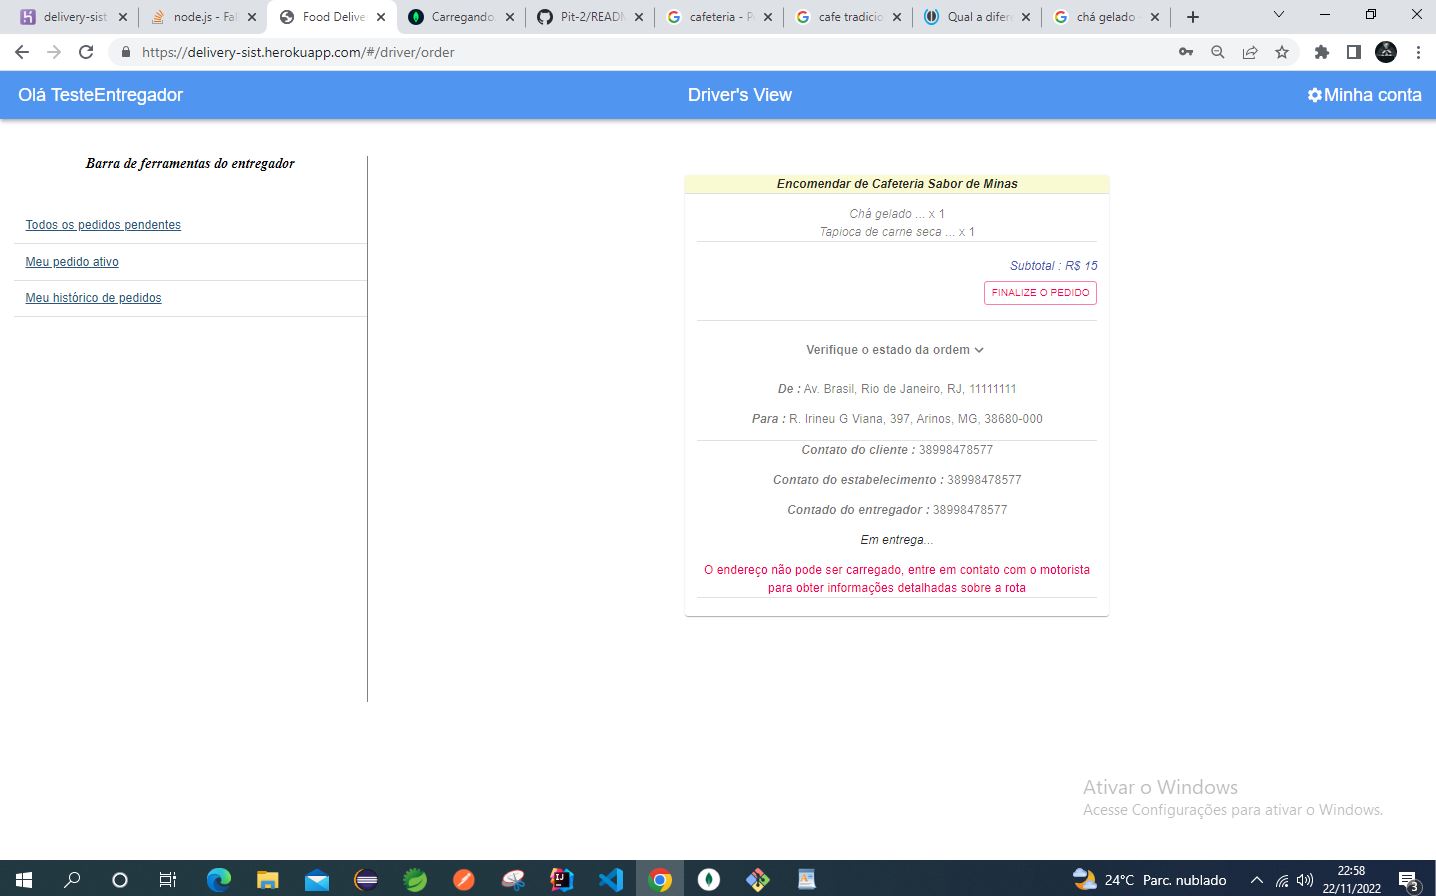 delivery-sist
node.js - Fal
Food Delive
Carregando
Pit-2/READM
cafeteria - P
cafe tradicio
Qual a difer
chá gelado -
https://delivery-sist.herokuapp.com/#/driver/order
Olá TesteEntregador
Driver's View
Minha conta
Barra de ferramentas do entregador
Todos os pedidos pendentes
Meu pedido ativo
Meu histórico de pedidos
Encomendar de Cafeteria Sabor de Minas
Chá gelado ... x 1
Tapioca de carne seca ... x 1
Subtotal : R$ 15
FINALIZE O PEDIDO
Verifique o estado da ordem
De : Av. Brasil, Rio de Janeiro, RJ, 11111111
Para : R. Irineu G Viana, 397, Arinos, MG, 38680-000
Contato do cliente : 38998478577
Contato do estabelecimento : 38998478577
Contado do entregador : 38998478577
Em entrega...
O endereço não pode ser carregado, entre em contato com o motorista
para obter informações detalhadas sobre a rota
Ativar o Windows
Acesse Configurações para ativar o Windows.
24°C Parc. nublado
22:58
22/11/2022
3